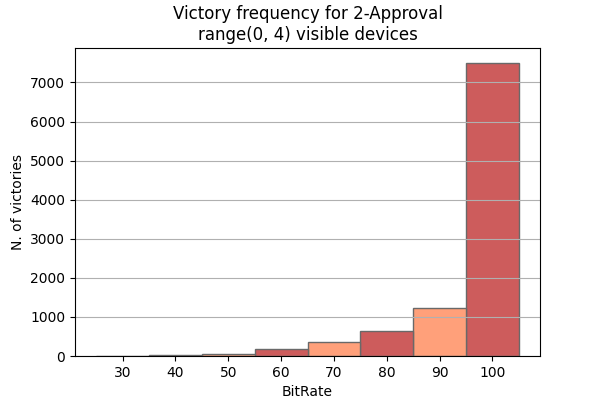 Victory frequency for 2-Approval
range(0, 4) visible devices
N. of victories
7000
6000
5000
4000
3000
2000
1000
0
30 40 50 60 70 80 90 100
BitRate